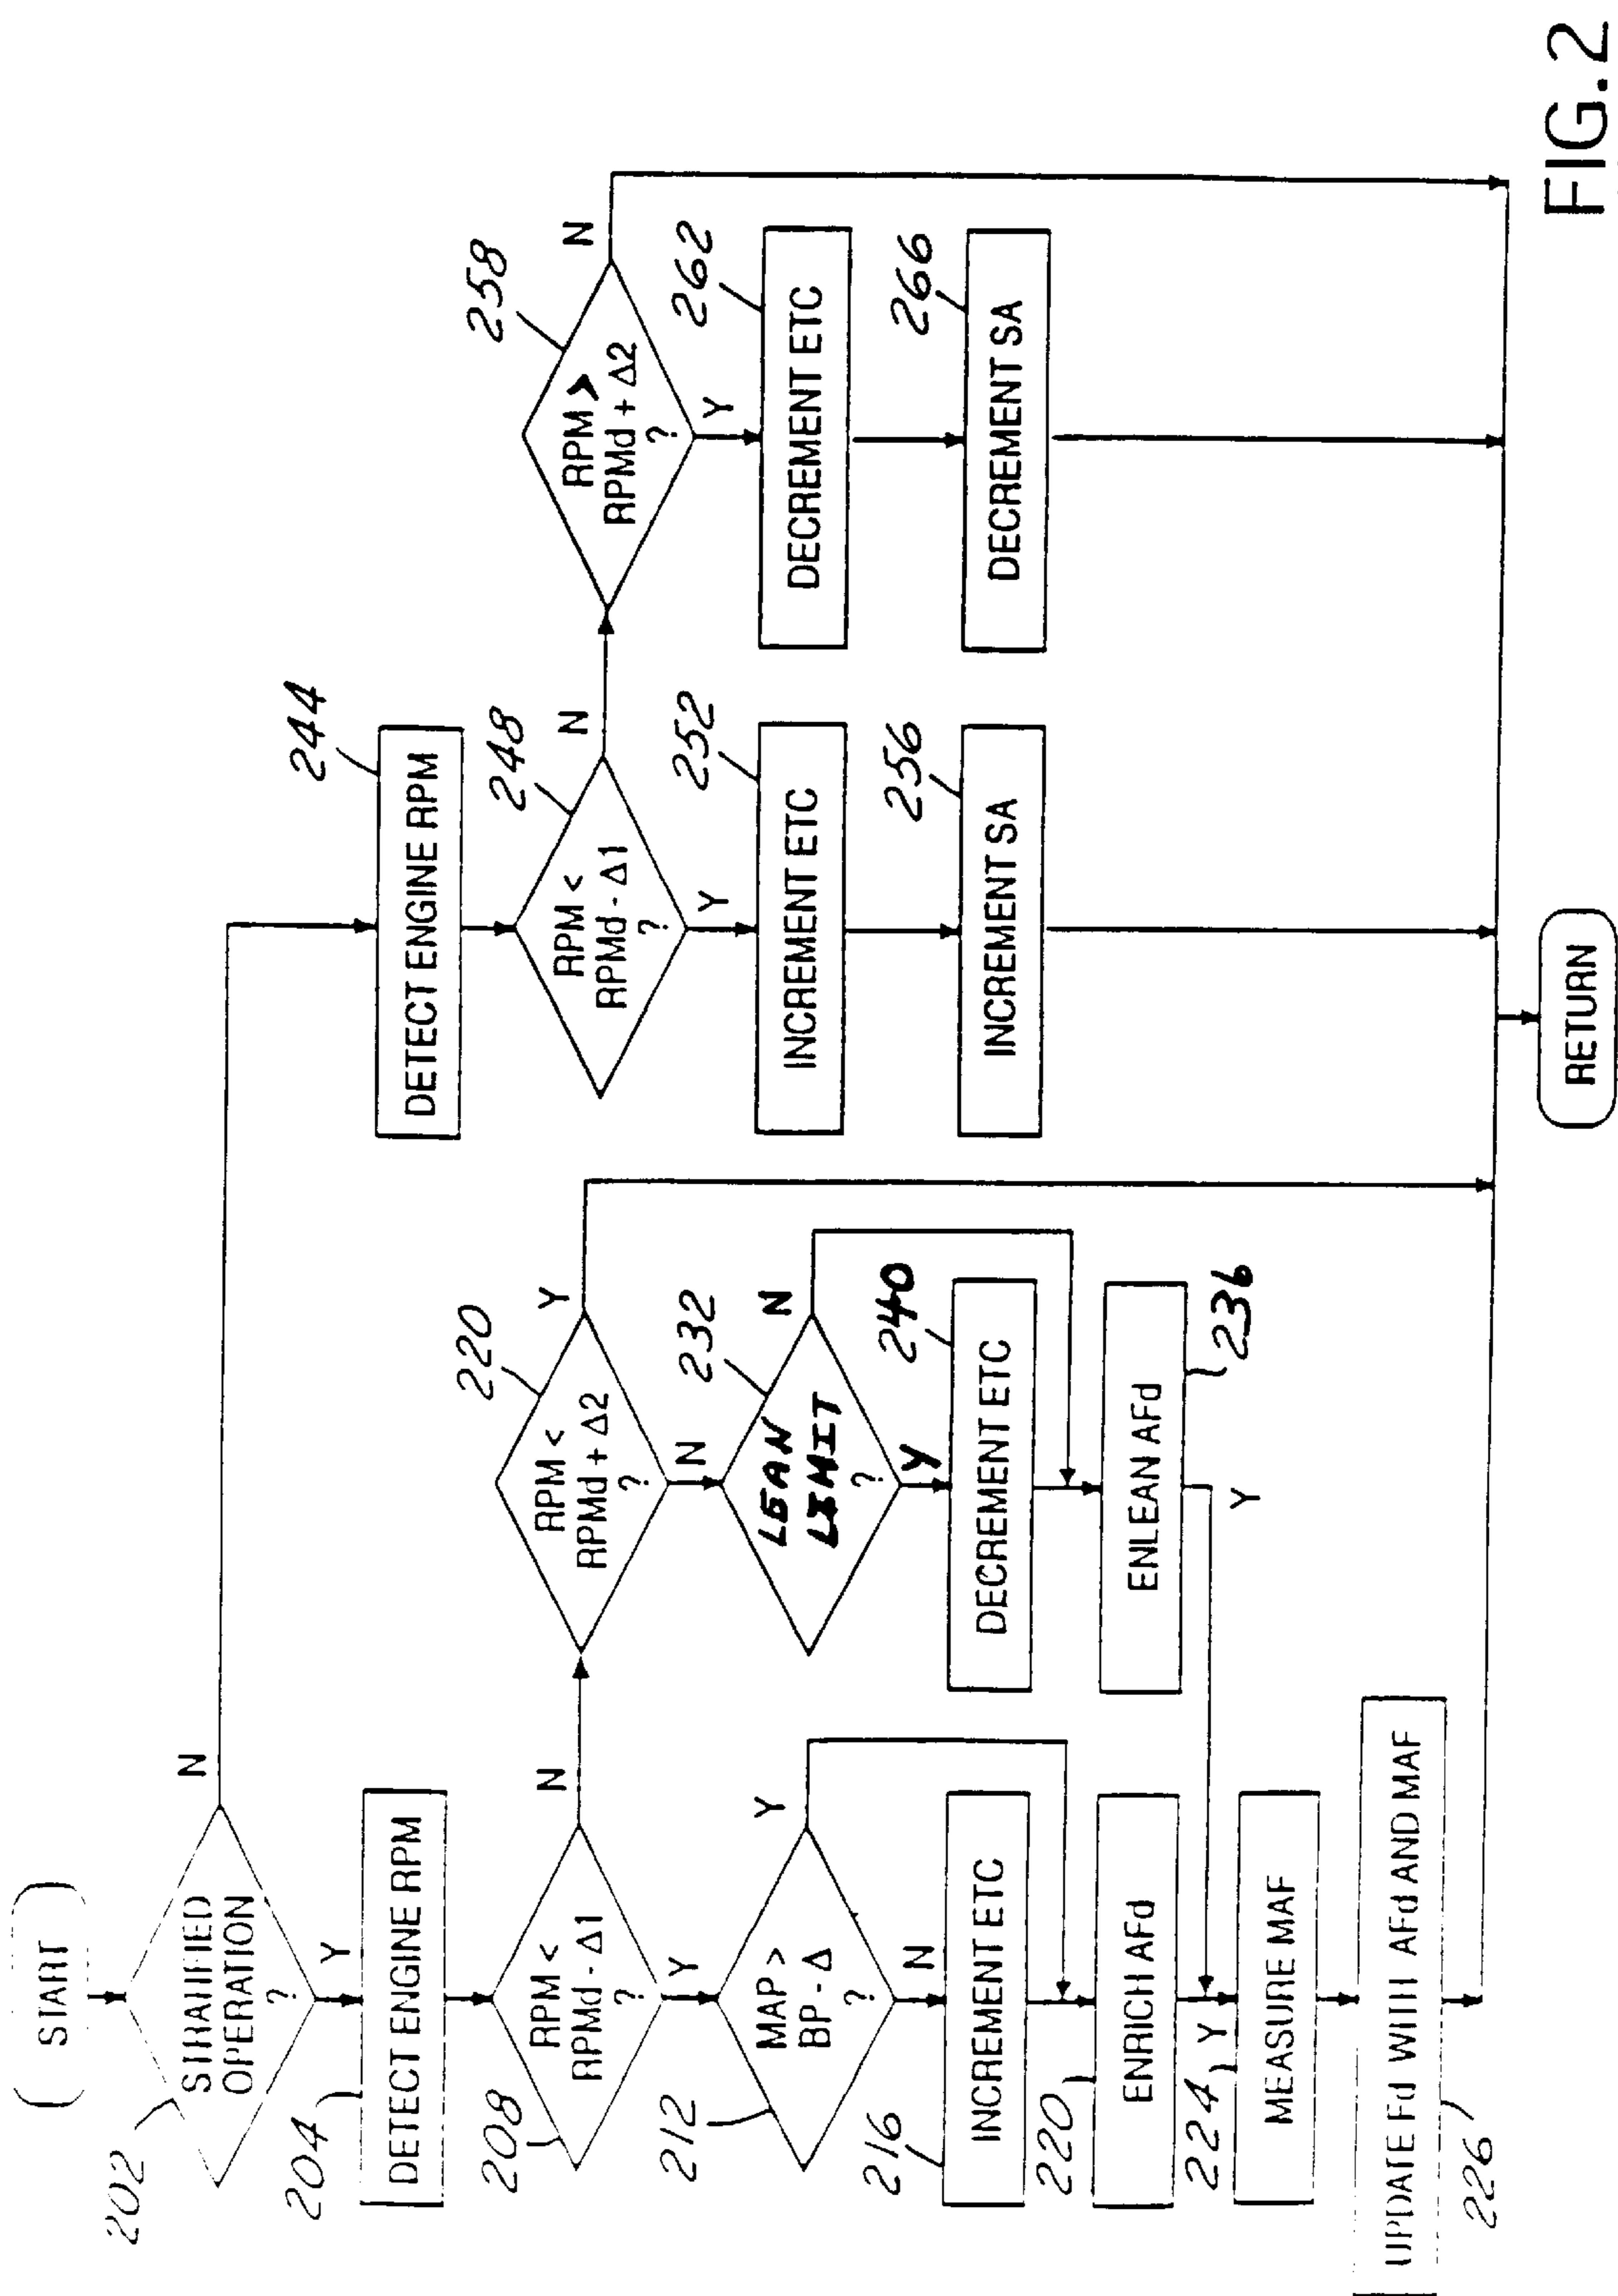 START
202
STRATIFIED
OPERATION
?
N
Y
204
DETECT ENGINE RPM
208
RPM <
RPMd - Δ1
?
N
Y
212
MAP >
BP - Δ
?
Y
N
216
INCREMENT ETC
220
ENRICH AFd
Y
224
MEASURE MAF
UPDATE Fd WITH AFd AND MAF
226
220
RPM <
RPMd + Δ2
?
Y
N
232
LEAN
LIMIT
?
N
Y
240
DECREMENT ETC
ENLEAN AFd
236
Y
244
DETECT ENGINE RPM
248
RPM <
RPMd - Δ1
?
N
Y
252
INCREMENT ETC
256
INCREMENT SA
258
RPM >
RPMd + Δ2
?
N
Y
262
DECREMENT ETC
266
DECREMENT SA
RETURN
FIG.2